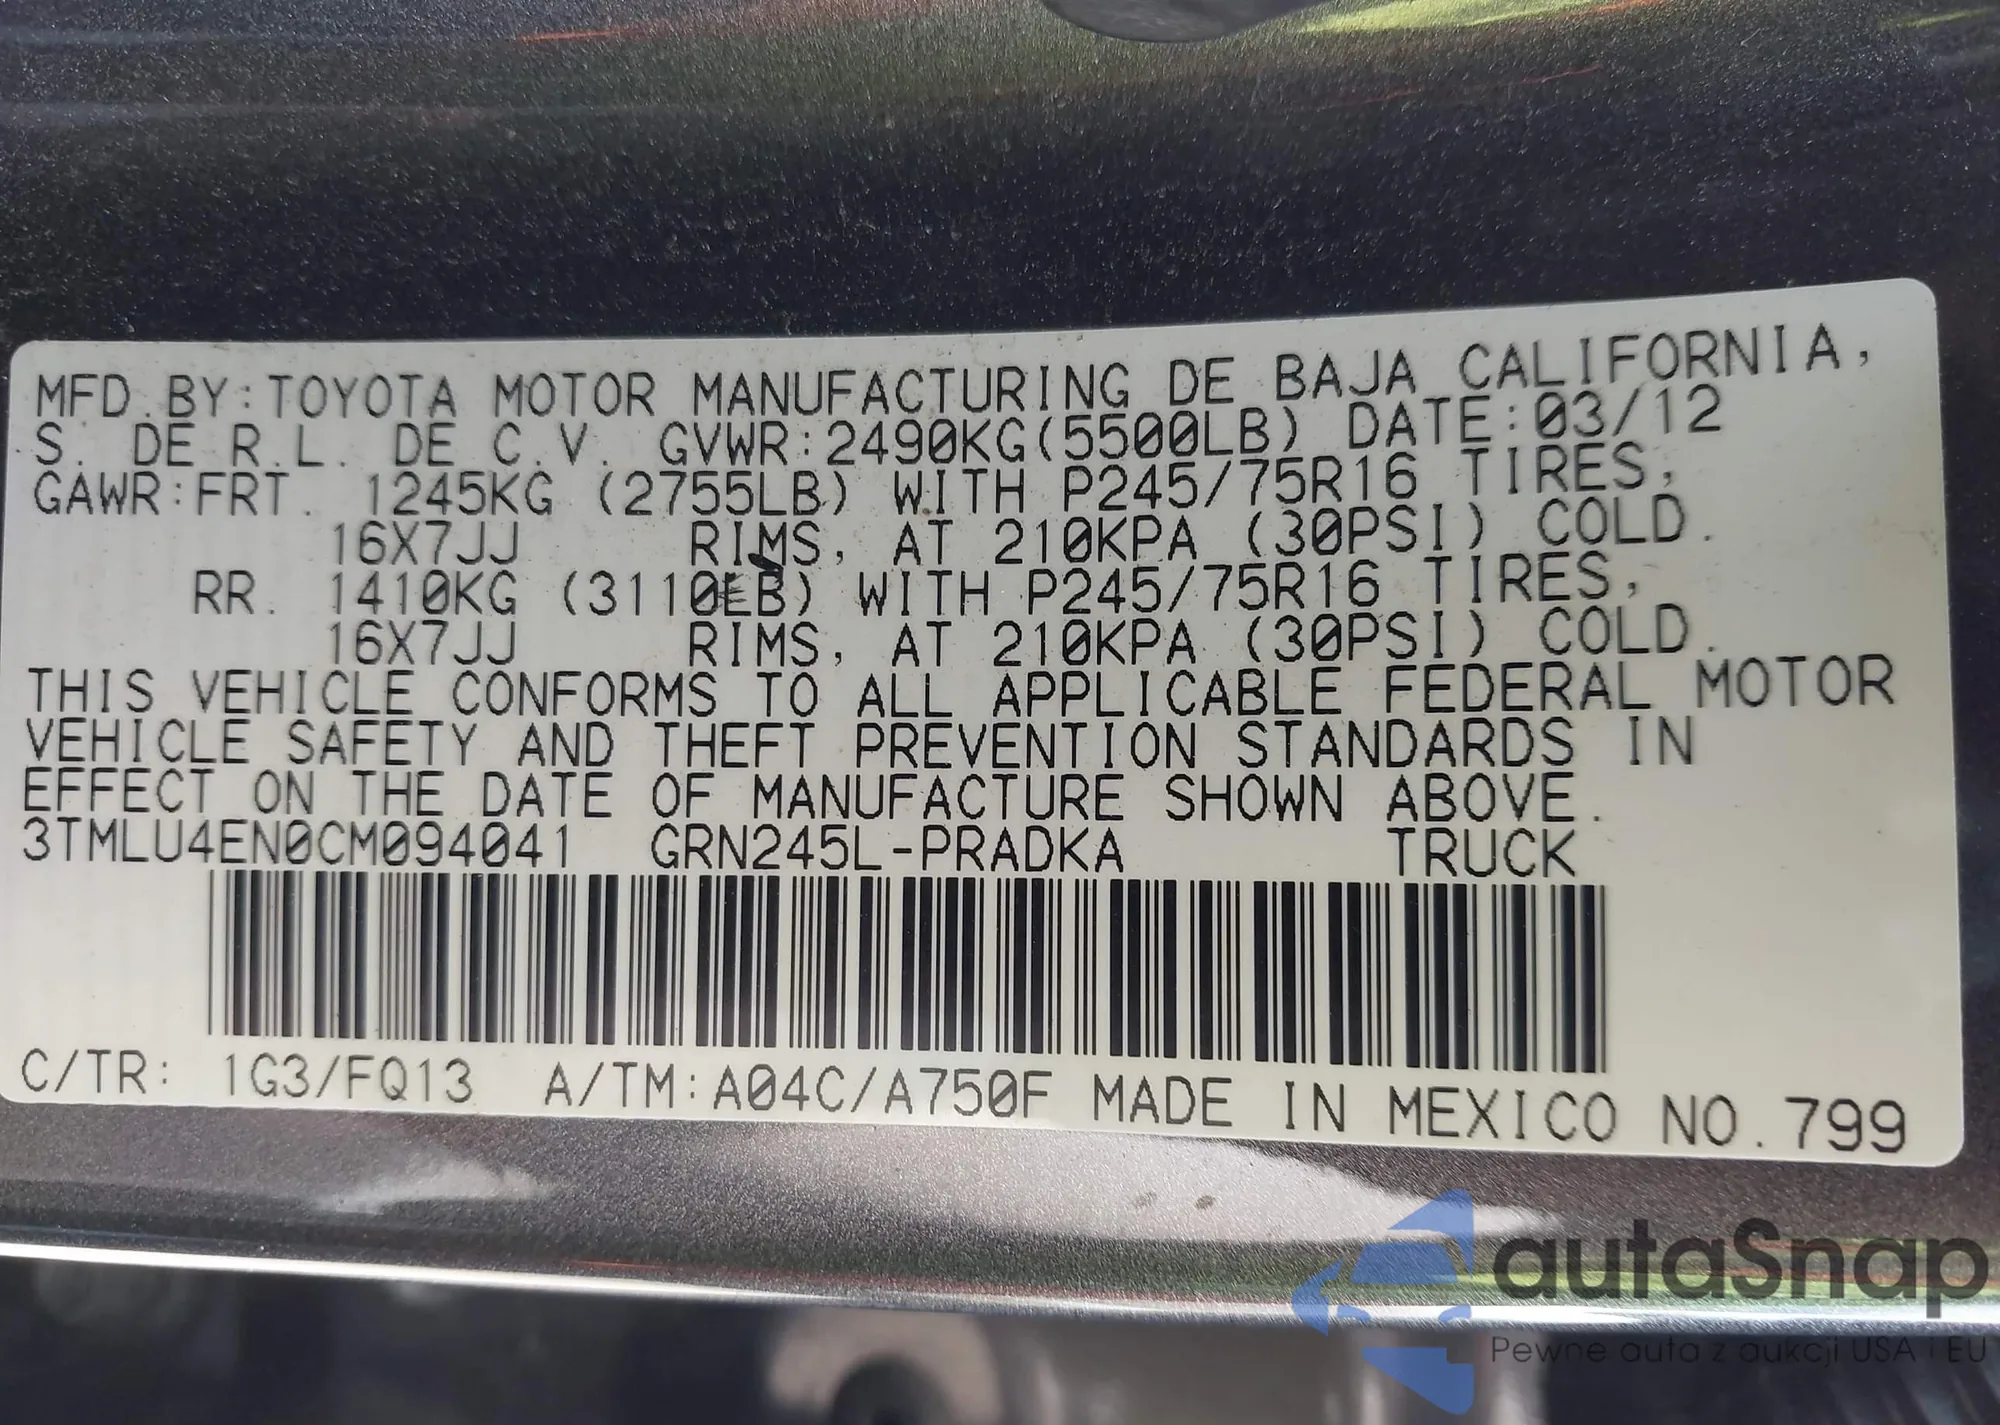 MFD.BY:TOYOTA MOTOR MANUFACTURING DE BAJA CALIFORNIA,
S. DE R.L. DE C.V. GVWR:2490KG(5500LB) DATE:03/12
GAWR:FRT. 1245KG (2755LB) WITH P245/75R16 TIRES,
16X7JJ RIMS, AT 210KPA (30PSI) COLD.
RR. 1410KG (3110LB) WITH P245/75R16 TIRES,
16X7JJ RIMS, AT 210KPA (30PSI) COLD.
THIS VEHICLE CONFORMS TO ALL APPLICABLE FEDERAL MOTOR
VEHICLE SAFETY AND THEFT PREVENTION STANDARDS IN
EFFECT ON THE DATE OF MANUFACTURE SHOWN ABOVE.
3TMLU4EN0CM094041 GRN245L-PRADKA TRUCK
C/TR: 1G3/FQ13 A/TM:A04C/A750F MADE IN MEXICO NO.799
autaSnap
Pewne auta z aukcji USA i EU